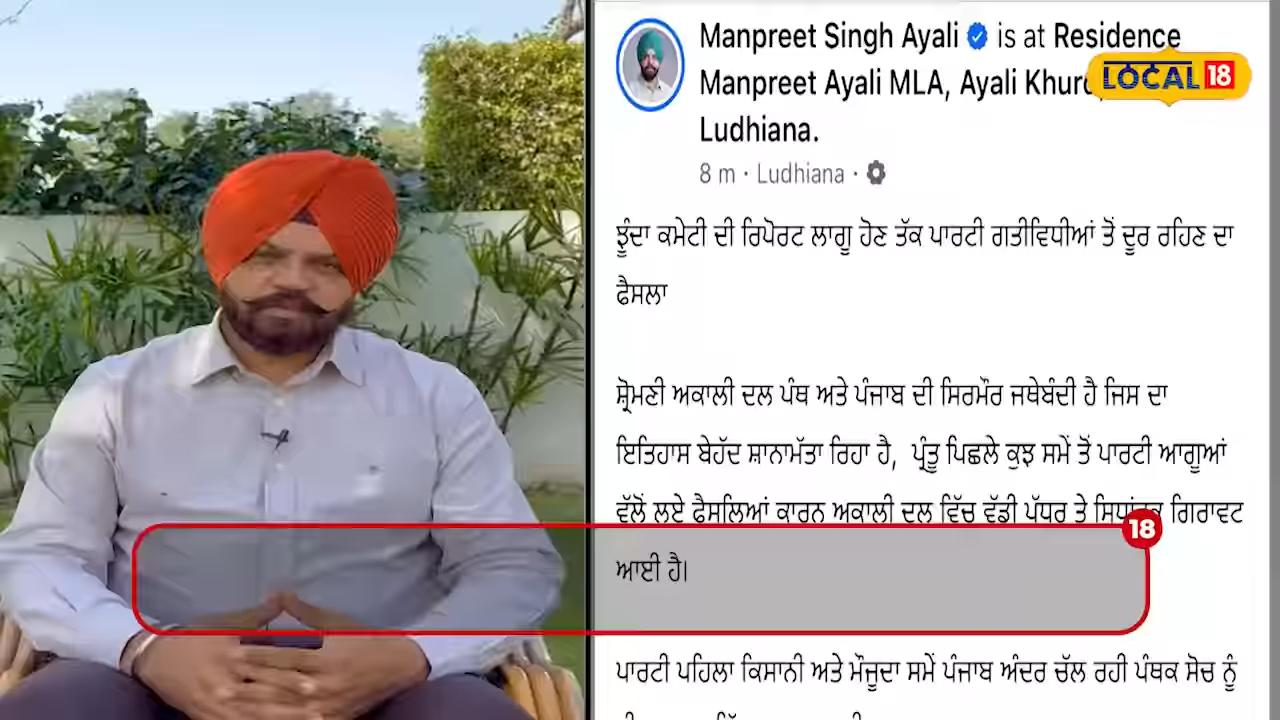 Manpreet Singh Ayali is at Residence
Manpreet Ayali MLA, Ayali Khurd,
Ludhiana.
8 m · Ludhiana ·
LOCAL 18
ਝੂੰਦਾ ਕਮੇਟੀ ਦੀ ਰਿਪੋਰਟ ਲਾਗੂ ਹੋਣ ਤੱਕ ਪਾਰਟੀ ਗਤੀਵਿਧੀਆਂ ਤੋਂ ਦੂਰ ਰਹਿਣ ਦਾ
ਫੈਸਲਾ
ਸ਼੍ਰੋਮਣੀ ਅਕਾਲੀ ਦਲ ਪੰਥ ਅਤੇ ਪੰਜਾਬ ਦੀ ਸਿਰਮੌਰ ਜਥੇਬੰਦੀ ਹੈ ਜਿਸ ਦਾ
ਇਤਿਹਾਸ ਬੇਹੱਦ ਸ਼ਾਨਾਮੱਤਾ ਰਿਹਾ ਹੈ, ਪ੍ਰੰਤੂ ਪਿਛਲੇ ਕੁਝ ਸਮੇਂ ਤੋਂ ਪਾਰਟੀ ਆਗੂਆਂ
ਵੱਲੋਂ ਲਏ ਫੈਸਲਿਆਂ ਕਾਰਨ ਅਕਾਲੀ ਦਲ ਵਿੱਚ ਵੱਡੀ ਪੱਧਰ ਤੇ ਗਿਰਾਵਟ
18
ਆਈ ਹੈ।
ਪਾਰਟੀ ਪਹਿਲਾ ਕਿਸਾਨੀ ਅਤੇ ਮੌਜੂਦਾ ਸਮੇਂ ਪੰਜਾਬ ਅੰਦਰ ਚੱਲ ਰਹੀ ਪੰਥਕ ਸੋਚ ਨੂੰ